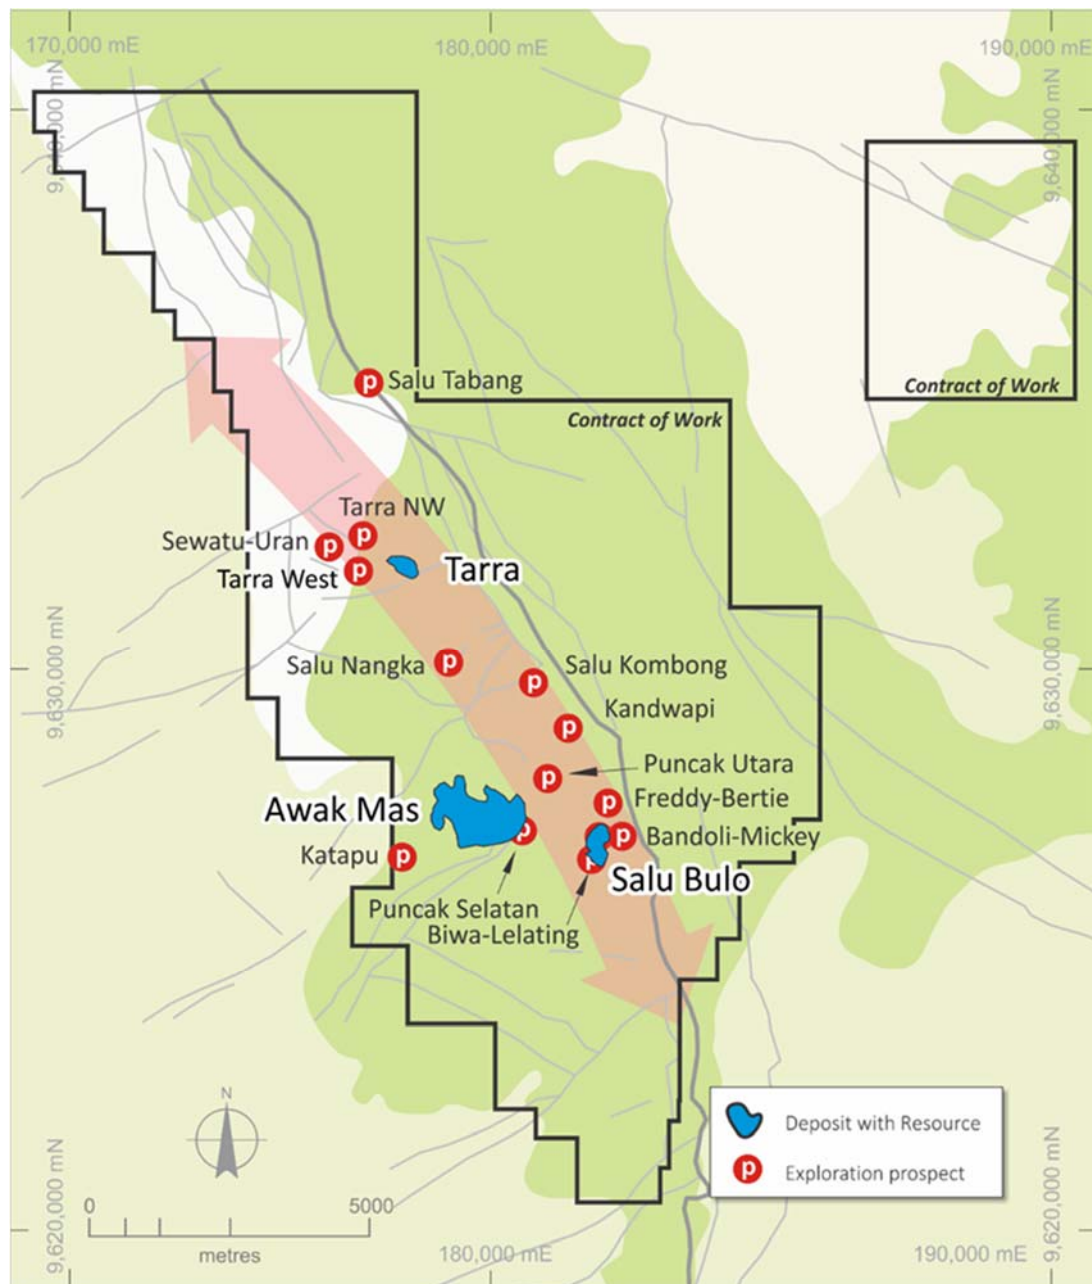 170,000 mE
180,000 mE
190,000 mE
9,640,000 mN
9,640,000 mN
Contract of Work
Salu Tabang
Contract of Work
Tarra NW
Sewatu-Uran
Tarra West
Tarra
Salu Nangka
Salu Kombong
9,630,000 mN
9,630,000 mN
Kandwapi
Puncak Utara
Freddy-Bertie
Awak Mas
Bandoli-Mickey
Katapu
Salu Bulo
Puncak Selatan
Biwa-Lelating
p
p
p
p
p
p
p
p
p
p
p
p
p
N
Deposit with Resource
p Exploration prospect
0 5000
metres
9,620,000 mN
9,620,000 mN
180,000 mE
190,000 mE